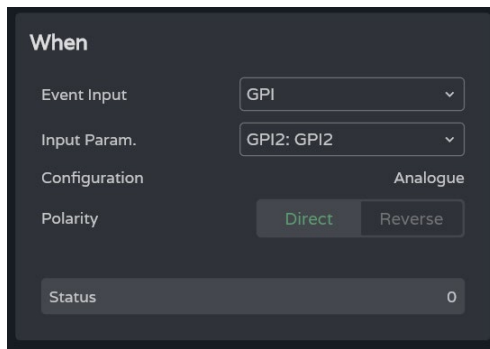 When
Event Input GPI
Input Param. GPI2: GPI2
Configuration Analogue
Polarity Direct Reverse
Status 0